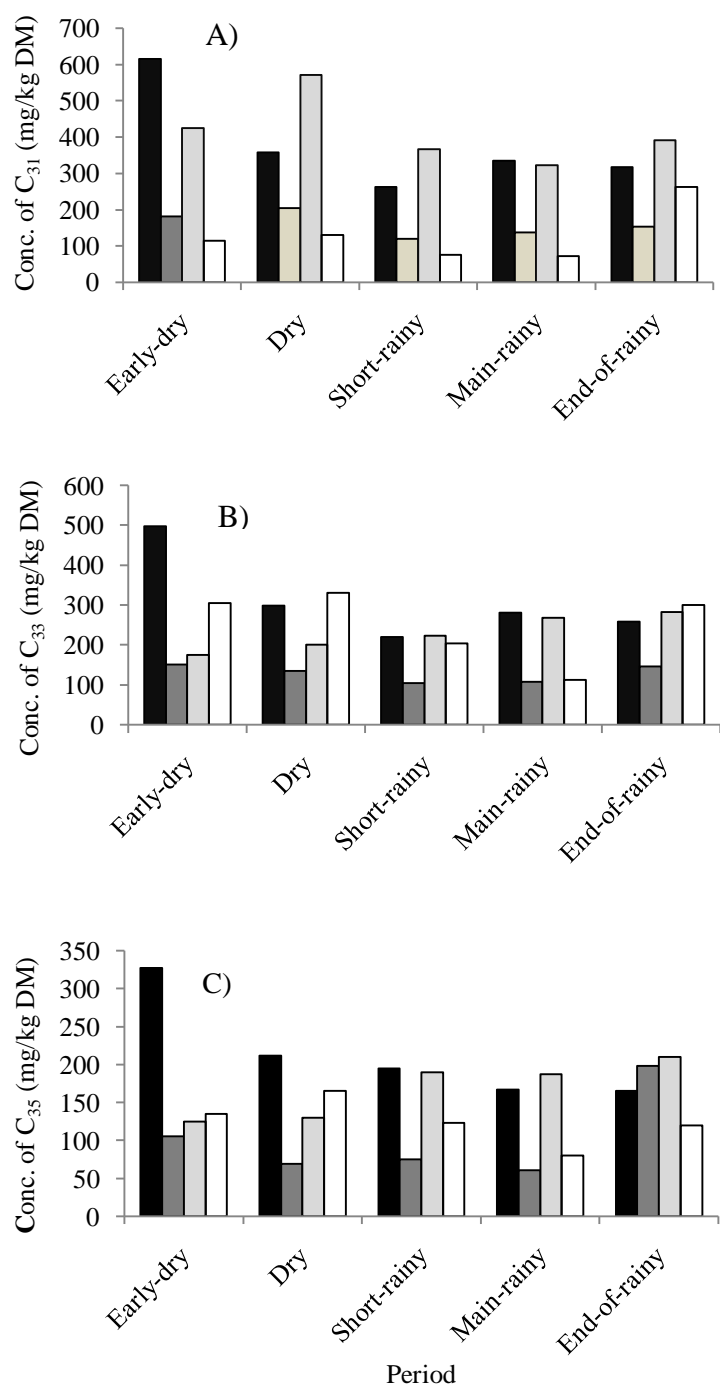 A)
Conc. of C31 (mg/kg DM)
700
600
500
400
300
200
100
0
Early-dry
Dry
Short-rainy
Main-rainy
End-of-rainy
B)
Conc. of C33 (mg/kg DM)
600
500
400
300
200
100
0
Early-dry
Dry
Short-rainy
Main-rainy
End-of-rainy
C)
Conc. of C35 (mg/kg DM)
350
300
250
200
150
100
50
0
Early-dry
Dry
Short-rainy
Main-rainy
End-of-rainy
Period